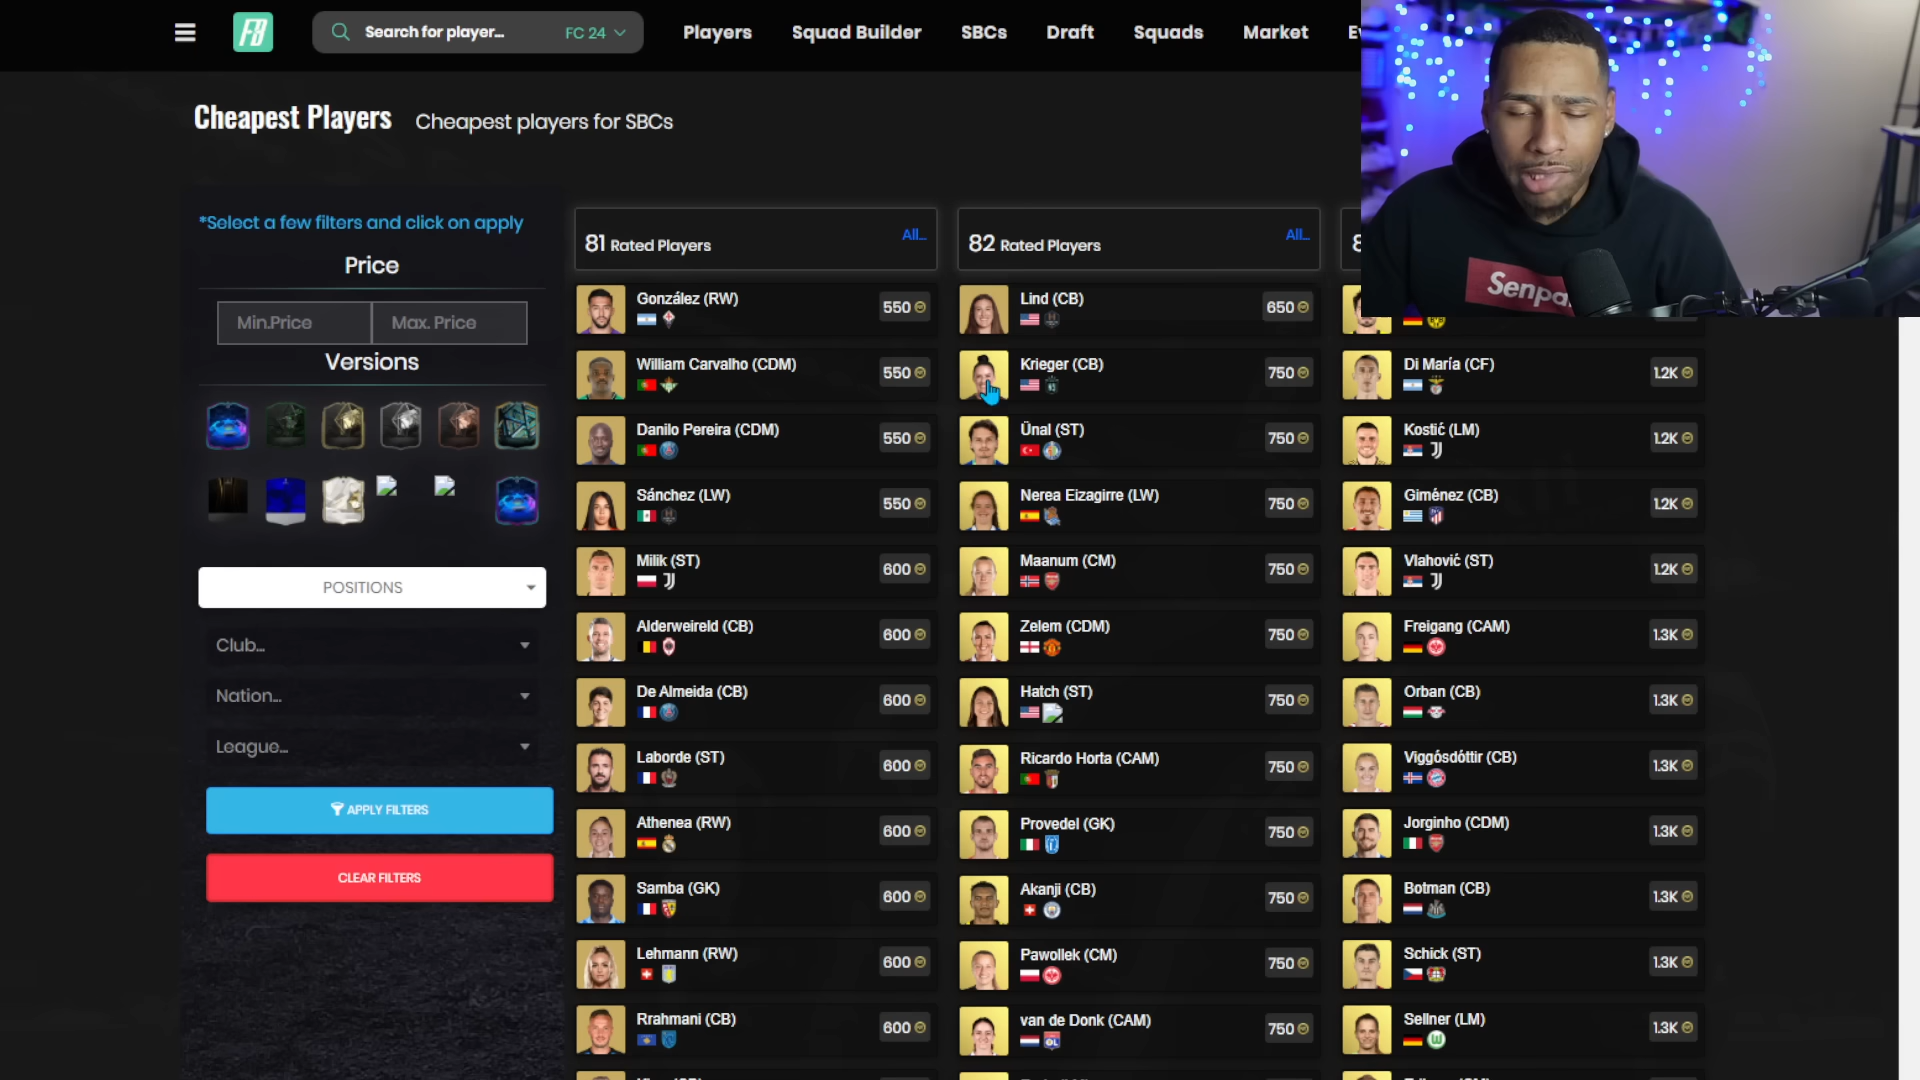 Search for player...
FC 24
Players
Squad Builder
SBCs
Draft
Squads
Market
Cheapest Players
Cheapest players for SBCs
*Select a few filters and click on apply
Price
Min.Price
Max. Price
Versions
POSITIONS
Club...
Nation...
League...
APPLY FILTERS
CLEAR FILTERS
81 Rated Players
All...
González (RW)
550
William Carvalho (CDM)
550
Danilo Pereira (CDM)
550
Sánchez (LW)
550
Milik (ST)
600
Alderweireld (CB)
600
De Almeida (CB)
600
Laborde (ST)
600
Athenea (RW)
600
Samba (GK)
600
Lehmann (RW)
600
Rrahmani (CB)
600
82 Rated Players
All...
Lind (CB)
650
Krieger (CB)
750
Ünal (ST)
750
Nerea Eizagirre (LW)
750
Maanum (CM)
750
Zelem (CDM)
750
Hatch (ST)
750
Ricardo Horta (CAM)
750
Provedel (GK)
750
Akanji (CB)
750
Pawollek (CM)
750
van de Donk (CAM)
750
Di María (CF)
1.2K
Kostić (LM)
1.2K
Giménez (CB)
1.2K
Vlahović (ST)
1.2K
Freigang (CAM)
1.3K
Orban (CB)
1.3K
Viggósdóttir (CB)
1.3K
Jorginho (CDM)
1.3K
Botman (CB)
1.3K
Schick (ST)
1.3K
Sellner (LM)
1.3K
Senpa